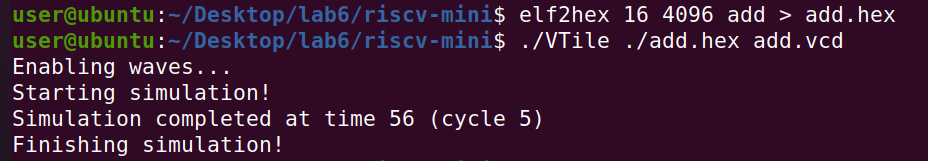 user@ubuntu:~/Desktop/lab6/riscv-mini$ elf2hex 16 4096 add > add.hex
user@ubuntu:~/Desktop/lab6/riscv-mini$ ./VTile ./add.hex add.vcd
Enabling waves...
Starting simulation!
Simulation completed at time 56 (cycle 5)
Finishing simulation!